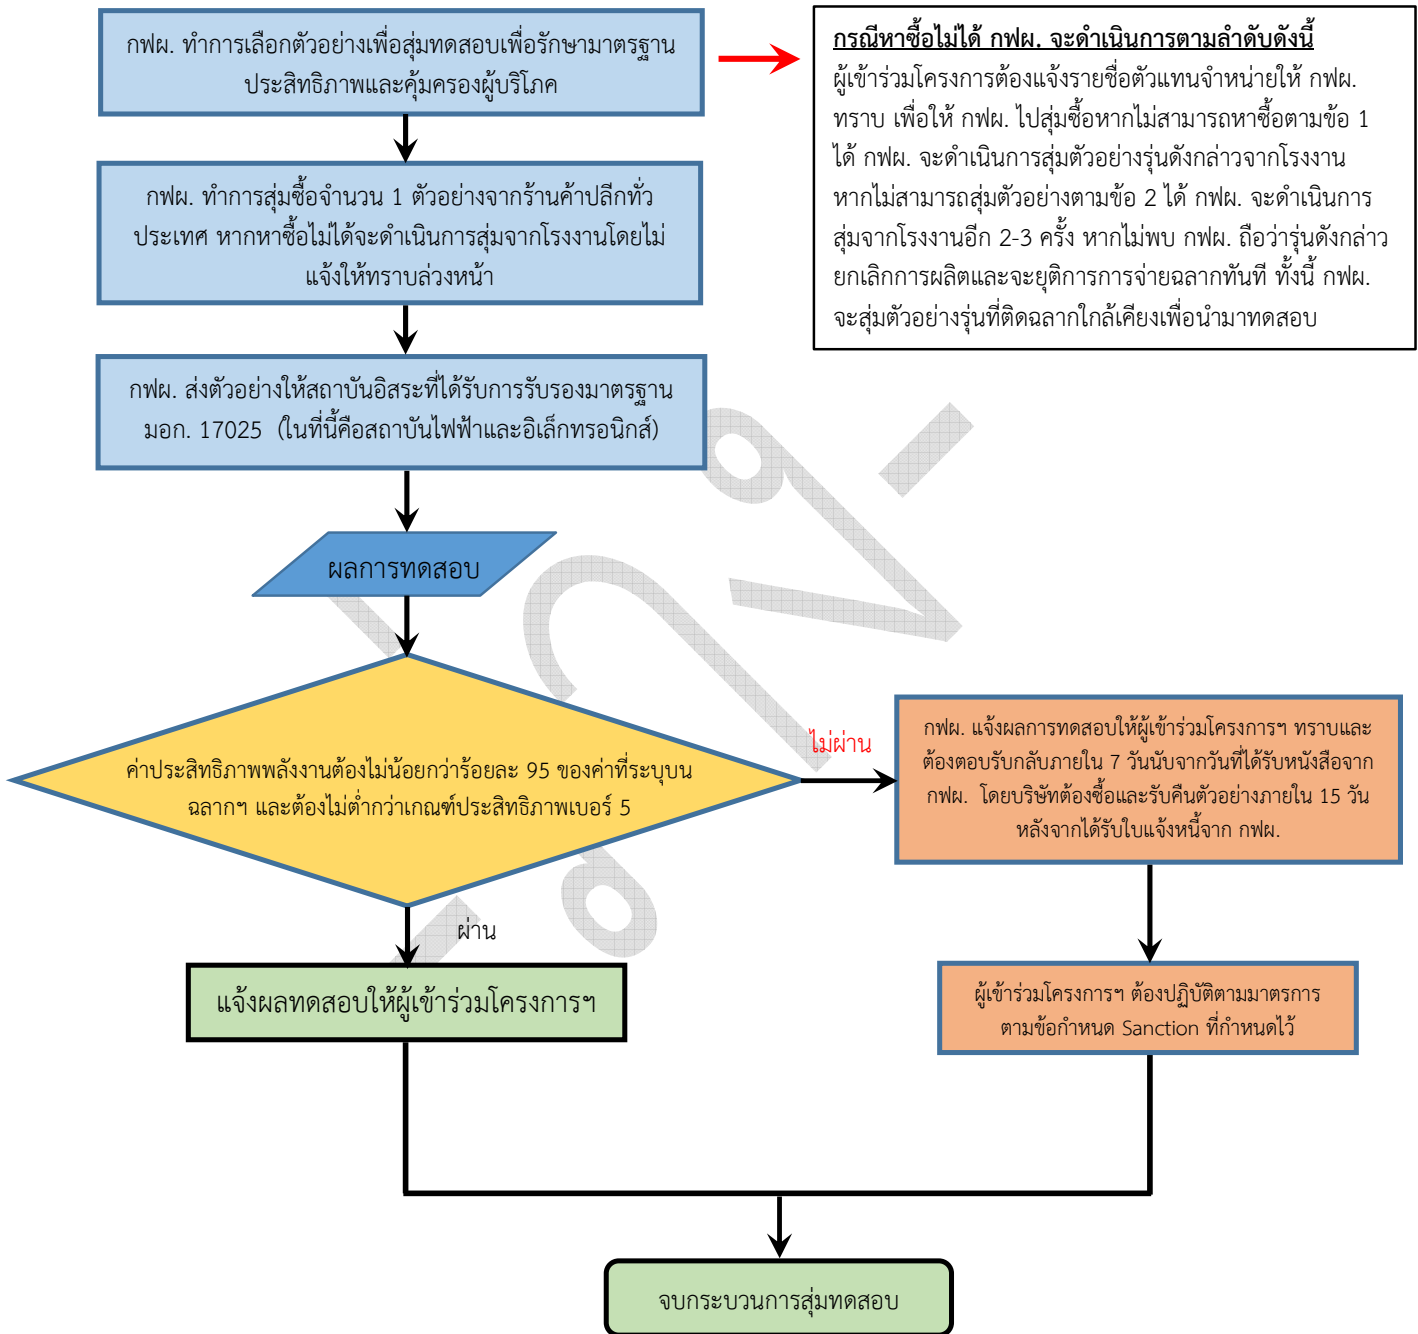 กฟผ. ทำการเลือกตัวอย่างเพื่อสุ่มทดสอบเพื่อรักษามาตรฐาน
ประสิทธิภาพและคุ้มครองผู้บริโภค
กรณีหาซื้อไม่ได้ กฟผ. จะดำเนินการตามลำดับดังนี้
ผู้เข้าร่วมโครงการต้องแจ้งรายชื่อตัวแทนจำหน่ายให้ กฟผ.
ทราบ เพื่อให้ กฟผ. ไปสุ่มซื้อหากไม่สามารถหาซื้อตามข้อ 1
ได้ กฟผ. จะดำเนินการสุ่มตัวอย่างรุ่นดังกล่าวจากโรงงาน
หากไม่สามารถสุ่มตัวอย่างตามข้อ 2 ได้ กฟผ. จะดำเนินการ
สุ่มจากโรงงานอีก 2-3 ครั้ง หากไม่พบ กฟผ. ถือว่ารุ่นดังกล่าว
ยกเลิกการผลิตและจะยุติการการจ่ายฉลากทันที ทั้งนี้ กฟผ.
จะสุ่มตัวอย่างรุ่นที่ติดฉลากใกล้เคียงเพื่อนำมาทดสอบ
กฟผ. ทำการสุ่มซื้อจำนวน 1 ตัวอย่างจากร้านค้าปลีกทั่ว
ประเทศ หากหาซื้อไม่ได้จะดำเนินการสุ่มจากโรงงานโดยไม่
แจ้งให้ทราบล่วงหน้า
กฟผ. ส่งตัวอย่างให้สถาบันอิสระที่ได้รับการรับรองมาตรฐาน
มอก. 17025 (ในที่นี้คือสถาบันไฟฟ้าและอิเล็กทรอนิกส์)
ผลการทดสอบ
ค่าประสิทธิภาพพลังงานต้องไม่น้อยกว่าร้อยละ 95 ของค่าที่ระบุบน
ฉลากฯ และต้องไม่ต่ำกว่าเกณฑ์ประสิทธิภาพเบอร์ 5
ไม่ผ่าน
กฟผ. แจ้งผลการทดสอบให้ผู้เข้าร่วมโครงการฯ ทราบและ
ต้องตอบรับกลับภายใน 7 วันนับจากวันที่ได้รับหนังสือจาก
กฟผ. โดยบริษัทต้องซื้อและรับคืนตัวอย่างภายใน 15 วัน
หลังจากได้รับใบแจ้งหนี้จาก กฟผ.
ผ่าน
แจ้งผลทดสอบให้ผู้เข้าร่วมโครงการฯ
ผู้เข้าร่วมโครงการฯ ต้องปฏิบัติตามมาตรการ
ตามข้อกำหนด Sanction ที่กำหนดไว้
จบกระบวนการสุ่มทดสอบ